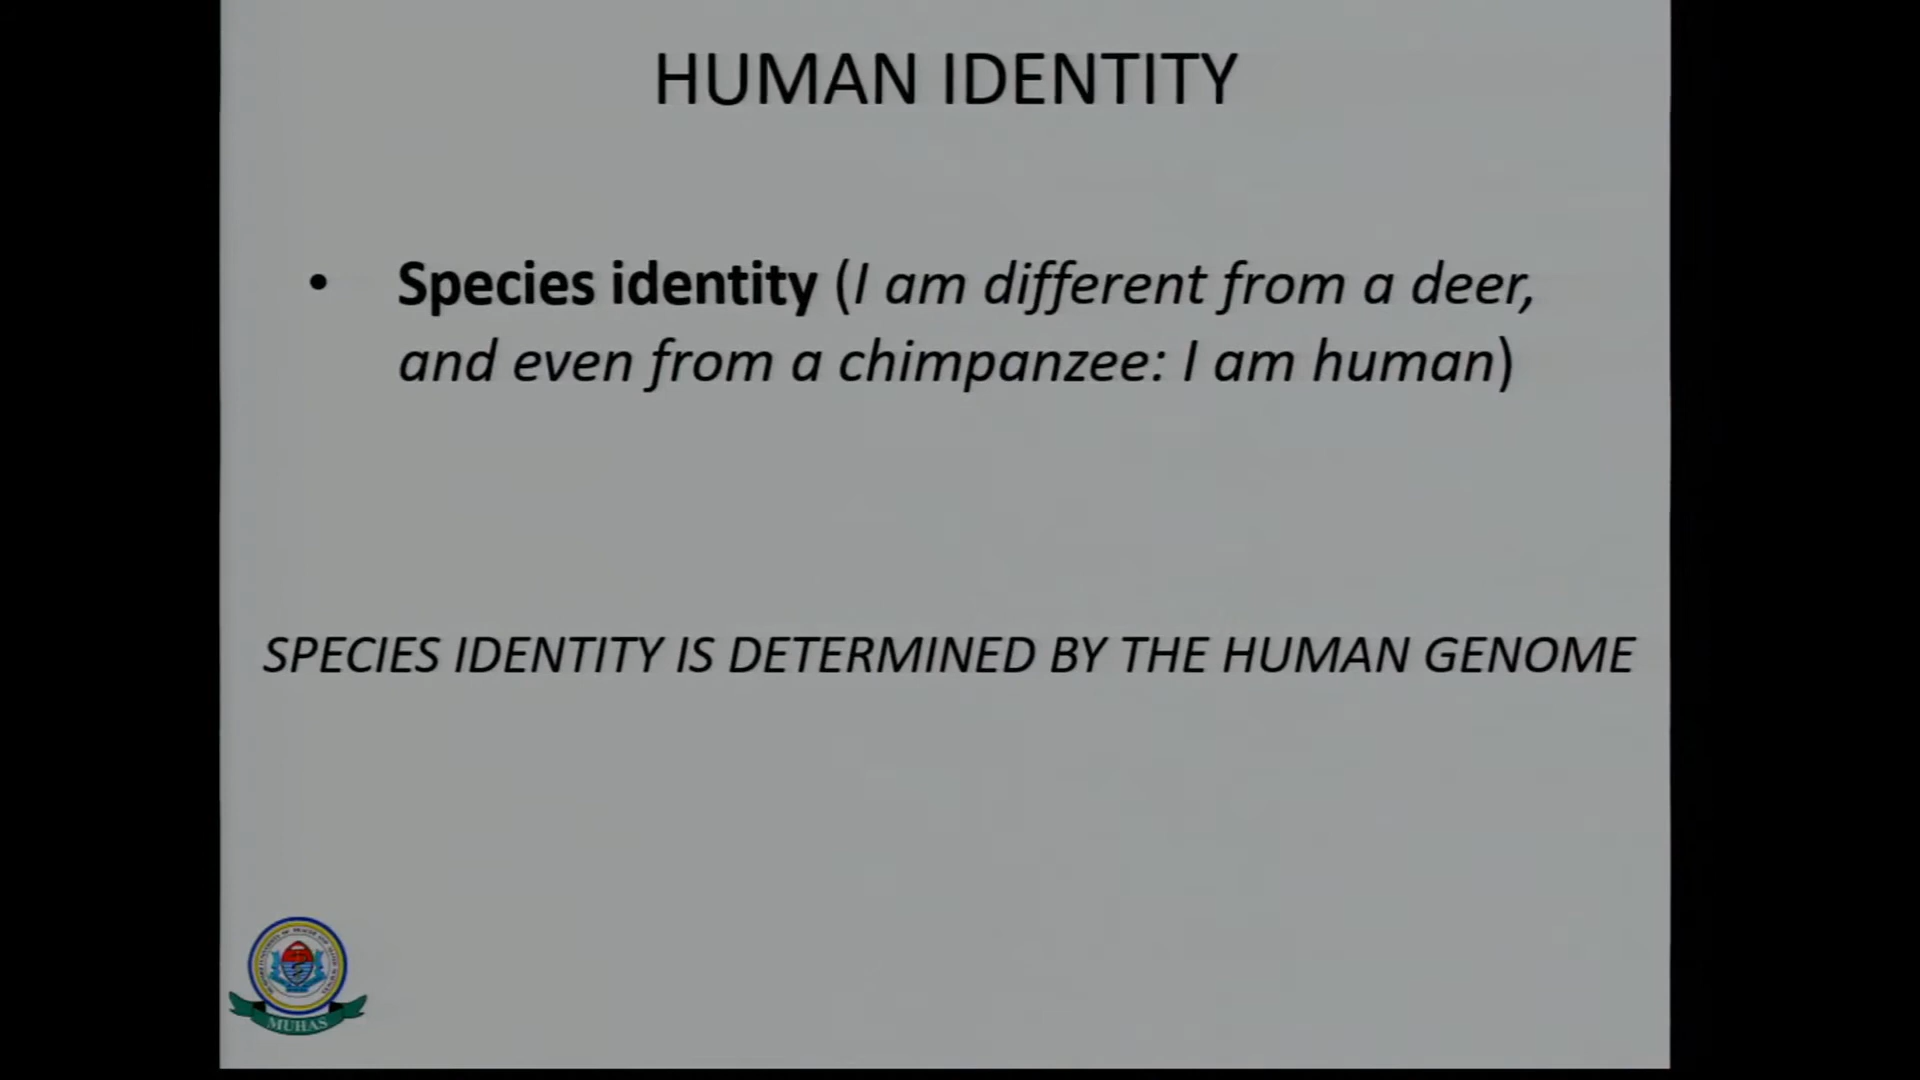 HUMAN IDENTITY
• Species identity (I am different from a deer,
and even from a chimpanzee: I am human)
SPECIES IDENTITY IS DETERMINED BY THE HUMAN GENOME
MUHAS